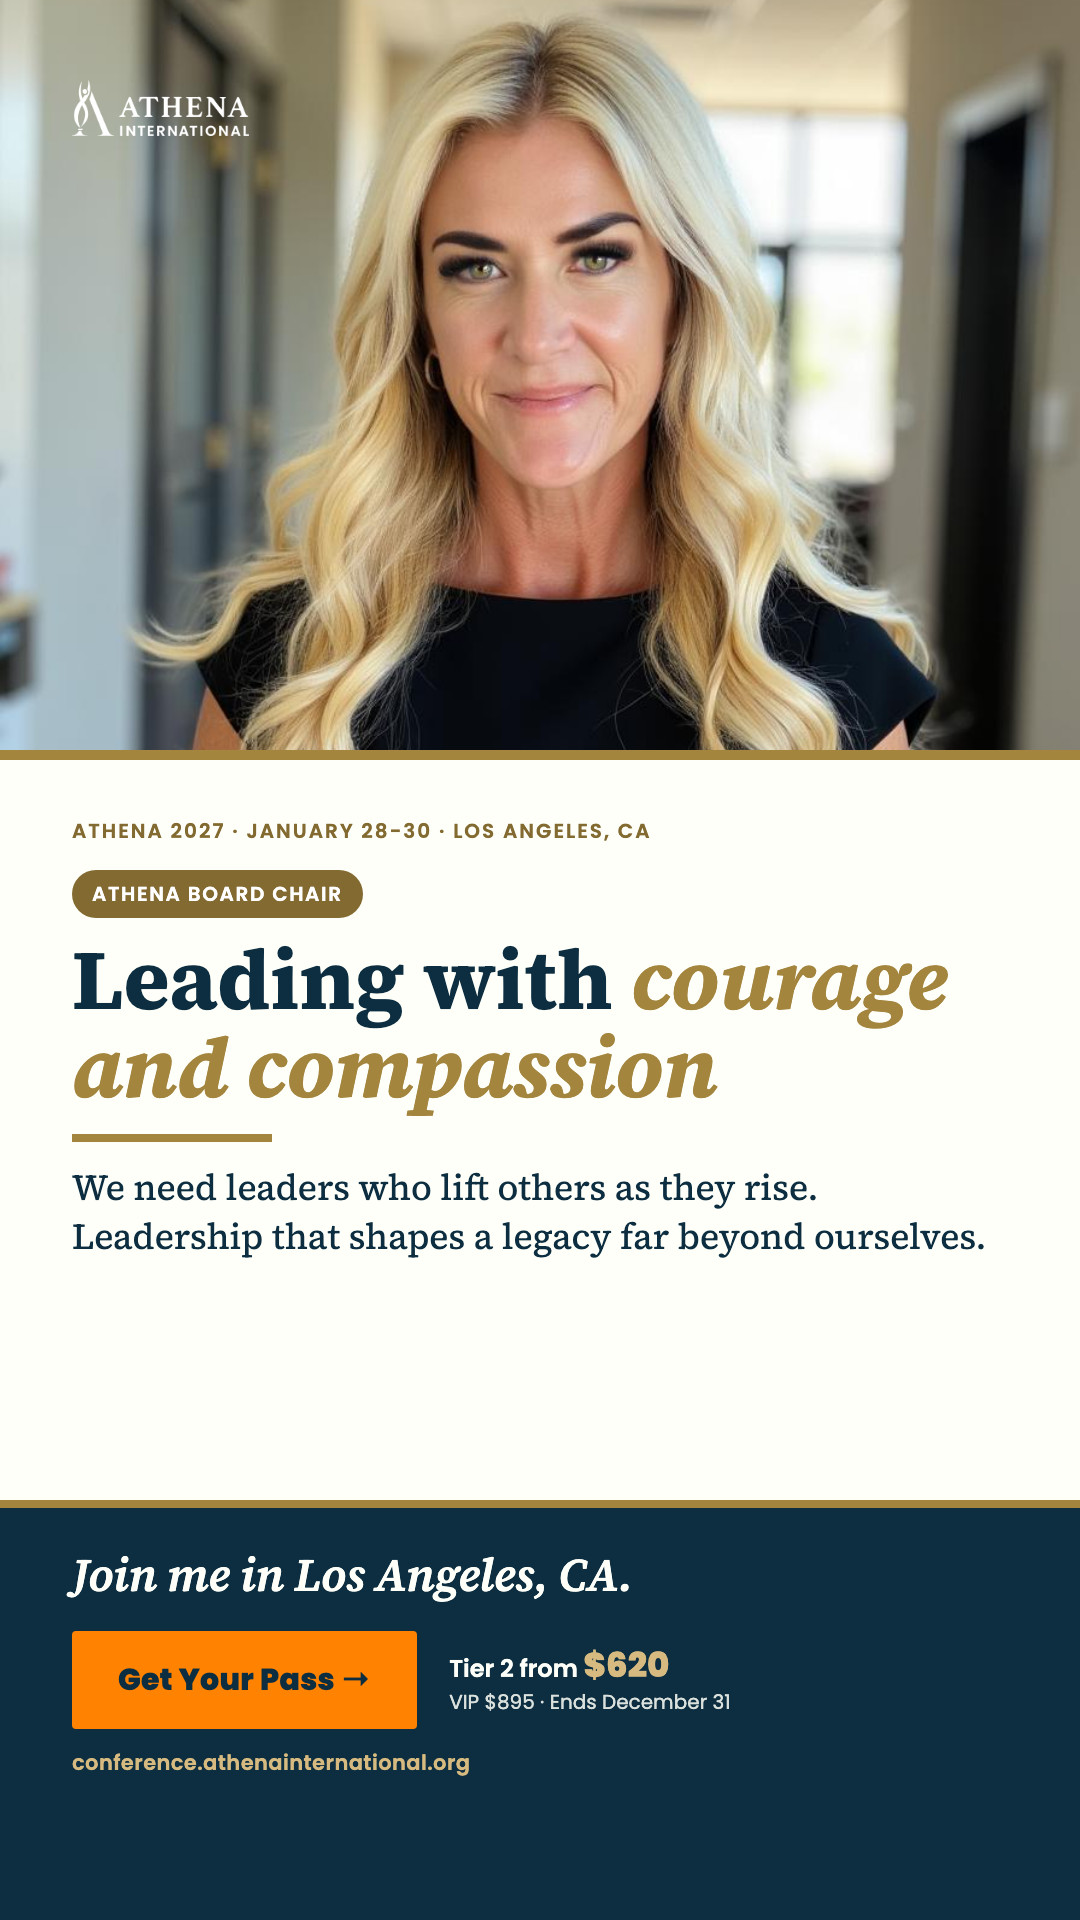 ATHENA
INTERNATIONAL
ATHENA 2027 · JANUARY 28–30 · LOS ANGELES, CA
ATHENA BOARD CHAIR
Leading with courage
and compassion
We need leaders who lift others as they rise.
Leadership that shapes a legacy far beyond ourselves.
Join me in Los Angeles, CA.
Get Your Pass →
Tier 2 from $620
VIP $895 · Ends December 31
conference.athenainternational.org